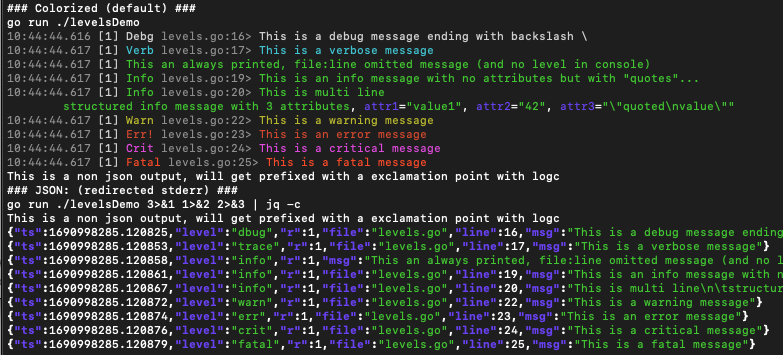 ### Colorized (default) ###
go run ./levelsDemo
10:44:44.616 [1] Debg levels.go:16> This is a debug message ending with backslash \
10:44:44.617 [1] Verb levels.go:17> This is a verbose message
10:44:44.617 [1] This an always printed, file:line omitted message (and no level in console)
10:44:44.617 [1] Info levels.go:19> This is an info message with no attributes but with "quotes"...
10:44:44.617 [1] Info levels.go:20> This is multi line
structured info message with 3 attributes, attr1="value1", attr2="42", attr3="\"quoted\nvalue\""
10:44:44.617 [1] Warn levels.go:22> This is a warning message
10:44:44.617 [1] Err! levels.go:23> This is an error message
10:44:44.617 [1] Crit levels.go:24> This is a critical message
10:44:44.617 [1] Fatal levels.go:25> This is a fatal message
This is a non json output, will get prefixed with a exclamation point with logc
### JSON: (redirected stderr) ###
go run ./levelsDemo 3>&1 1>&2 2>&3 | jq -c
This is a non json output, will get prefixed with a exclamation point with logc
{"ts":1690998285.120825,"level":"dbug","r":1,"file":"levels.go","line":16,"msg":"This is a debug message ending
{"ts":1690998285.120853,"level":"trace","r":1,"file":"levels.go","line":17,"msg":"This is a verbose message"}
{"ts":1690998285.120858,"level":"info","r":1,"msg":"This an always printed, file:line omitted message (and no l
{"ts":1690998285.120861,"level":"info","r":1,"file":"levels.go","line":19,"msg":"This is an info message with n
{"ts":1690998285.120867,"level":"info","r":1,"file":"levels.go","line":20,"msg":"This is multi line\n\tstructur
{"ts":1690998285.120872,"level":"warn","r":1,"file":"levels.go","line":22,"msg":"This is a warning message"}
{"ts":1690998285.120874,"level":"err","r":1,"file":"levels.go","line":23,"msg":"This is an error message"}
{"ts":1690998285.120876,"level":"crit","r":1,"file":"levels.go","line":24,"msg":"This is a critical message"}
{"ts":1690998285.120879,"level":"fatal","r":1,"file":"levels.go","line":25,"msg":"This is a fatal message"}